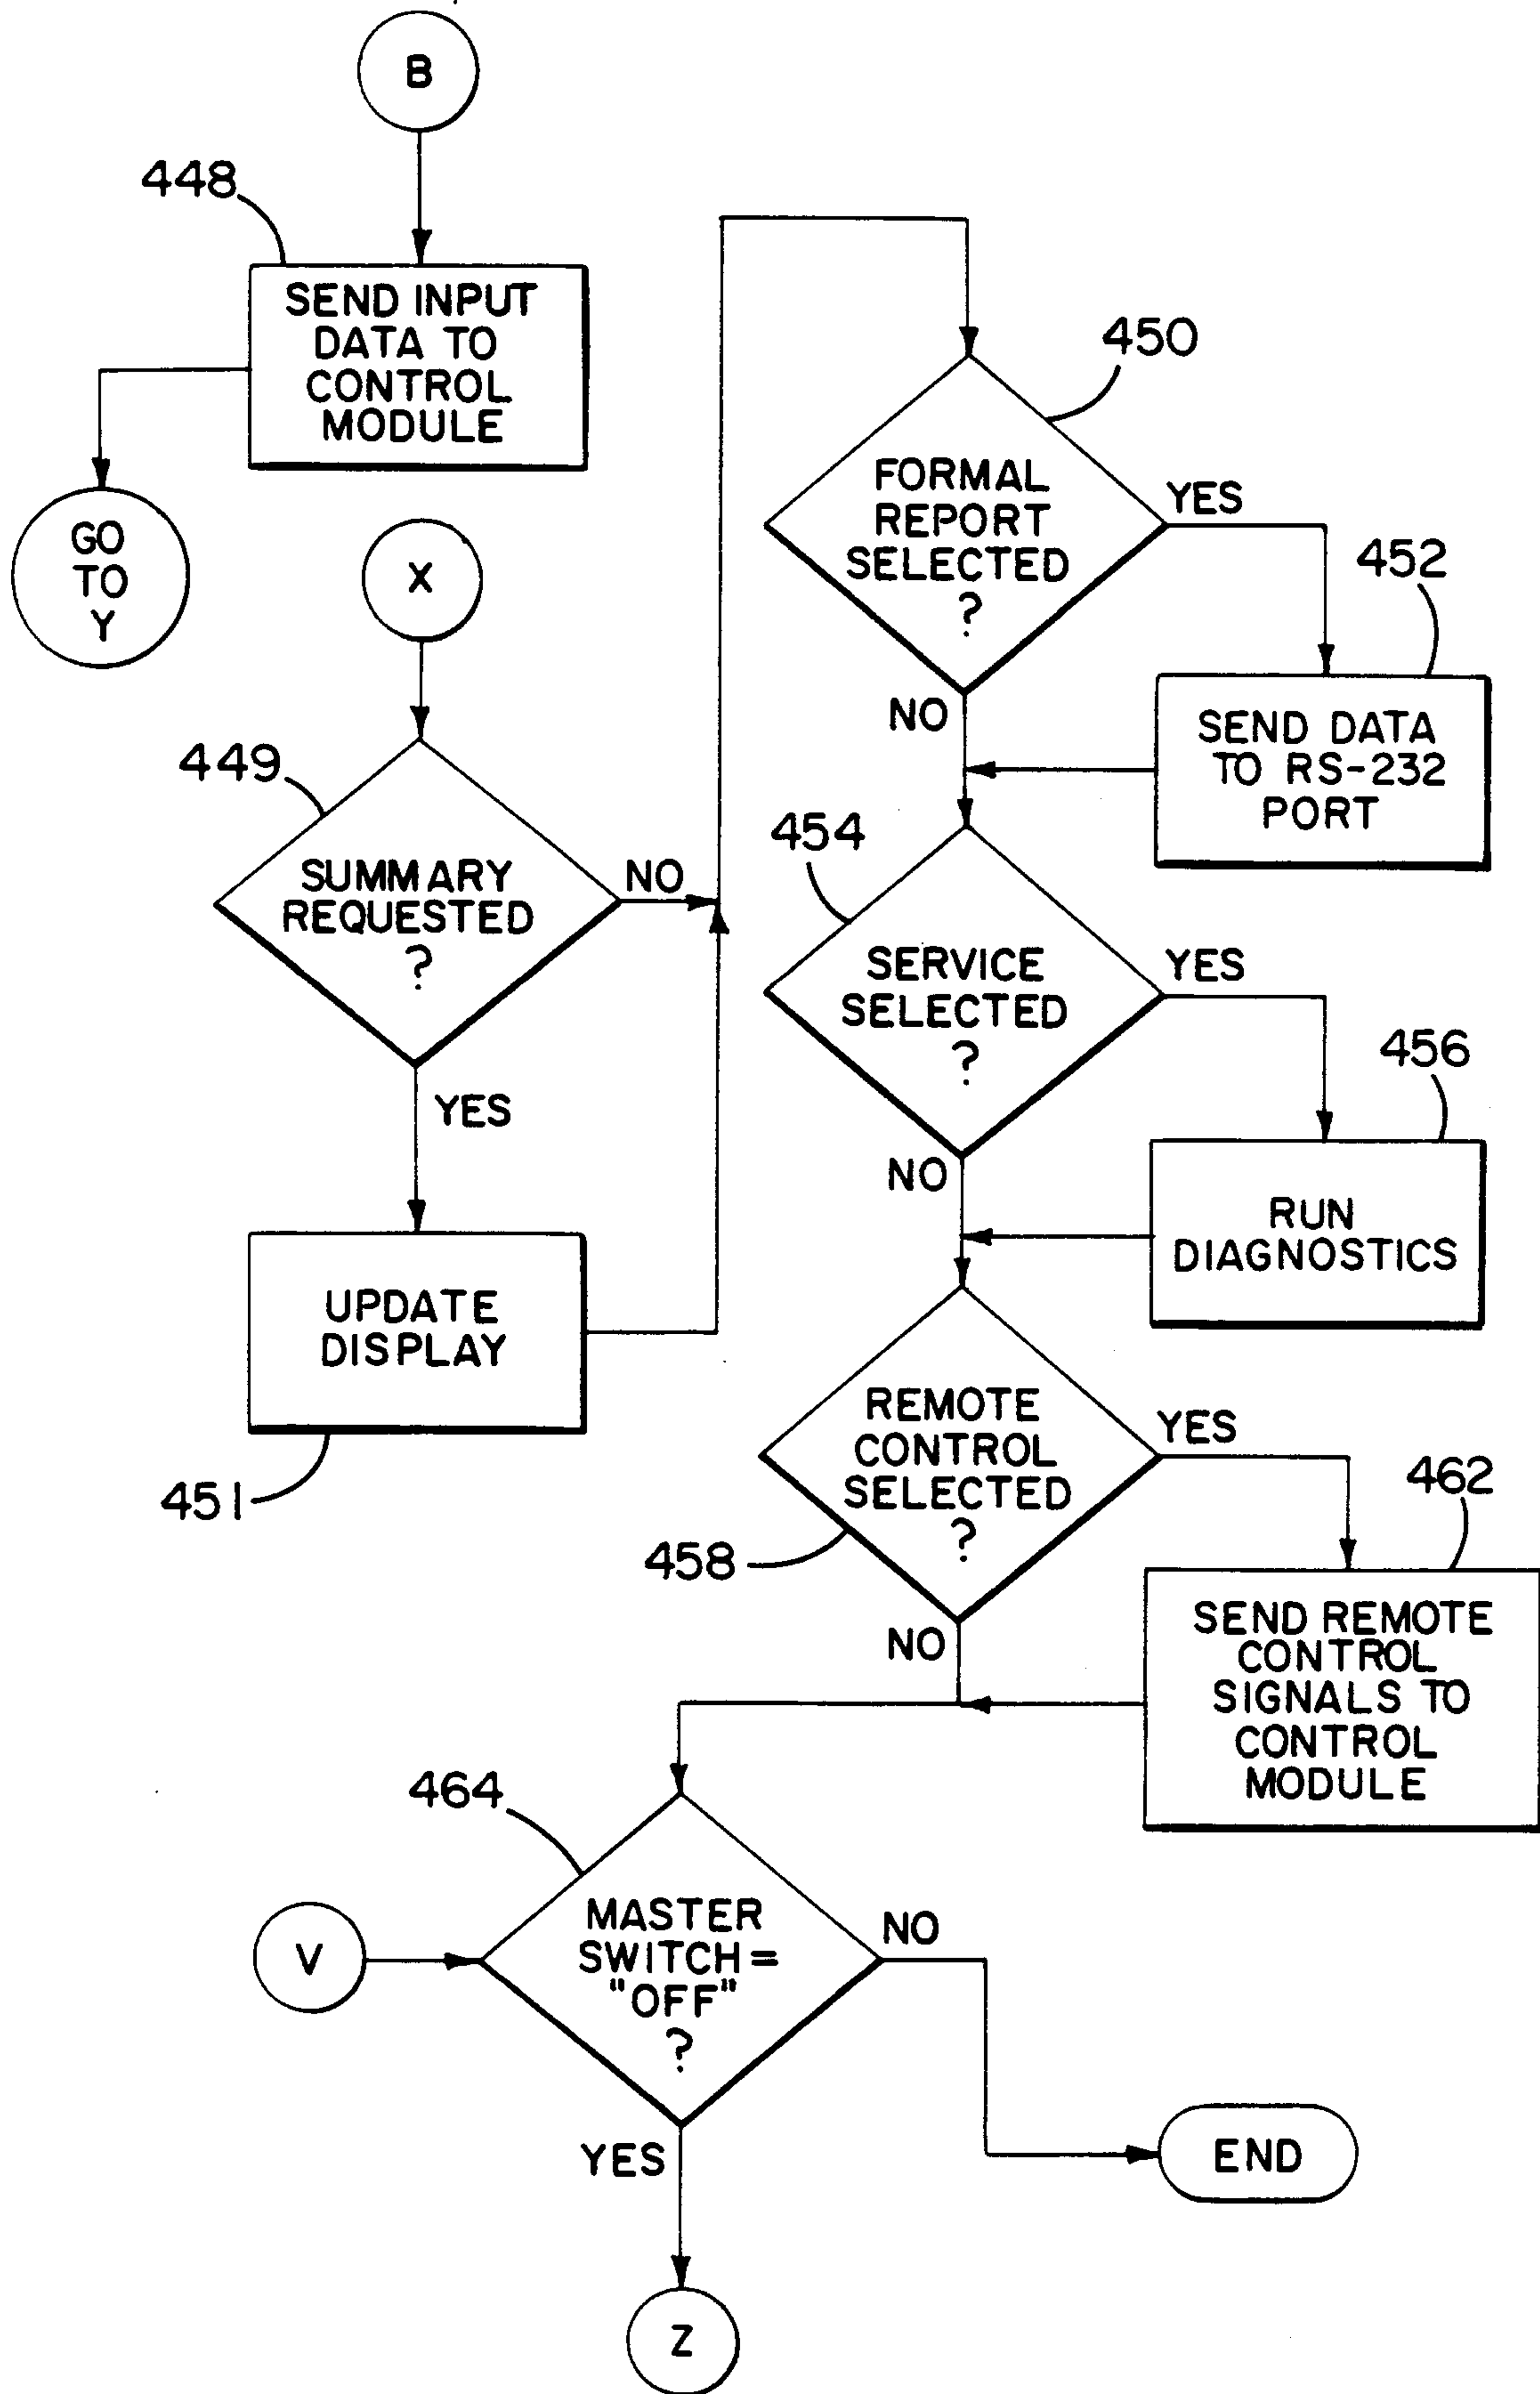 B
448
SEND INPUT
DATA TO
CONTROL
MODULE
GO
TO
Y
X
449
SUMMARY
REQUESTED
?
NO
YES
UPDATE
DISPLAY
451
450
FORMAL
REPORT
SELECTED
?
YES
NO
452
SEND DATA
TO RS-232
PORT
454
SERVICE
SELECTED
?
YES
NO
456
RUN
DIAGNOSTICS
REMOTE
CONTROL
SELECTED
?
458
YES
NO
462
SEND REMOTE
CONTROL
SIGNALS TO
CONTROL
MODULE
464
V
MASTER
SWITCH =
"OFF"
?
NO
YES
END
Z